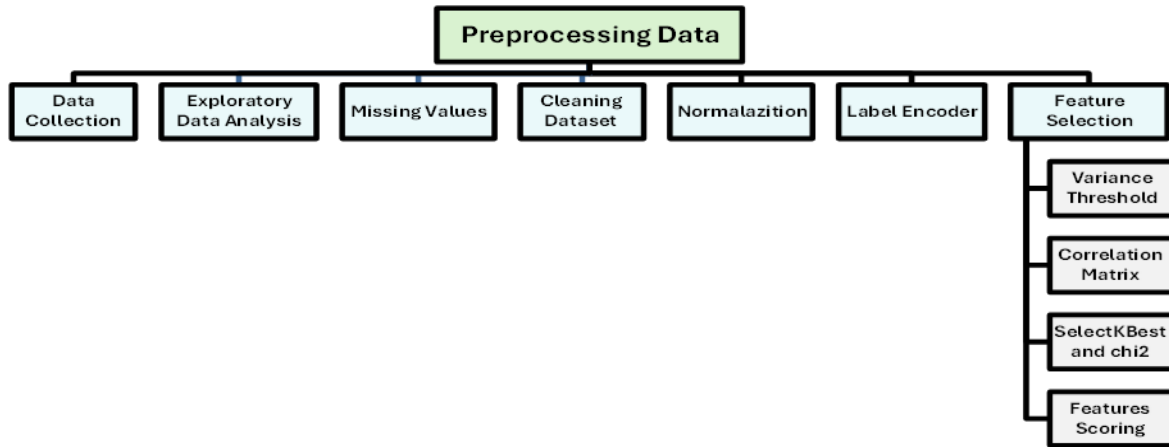 Preprocessing Data
Data
Collection
Exploratory
Data Analysis
Missing Values
Cleaning
Dataset
Normalazition
Label Encoder
Feature
Selection
Variance
Threshold
Correlation
Matrix
SelectKBest
and chi2
Features
Scoring